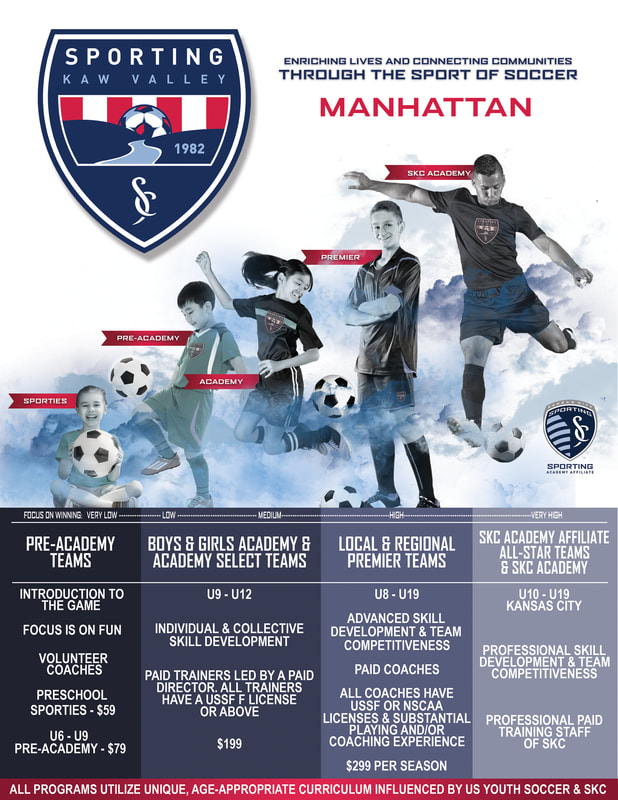 SPORTING
KAW VALLEY
1982
SC
ENRICHING LIVES AND CONNECTING COMMUNITIES
THROUGH THE SPORT OF SOCCER
MANHATTAN
SKC ACADEMY
PREMIER
PRE-ACADEMY
ACADEMY
SPORTIES
SPORTING
SC
SPORTING
ACADEMY AFFILIATE
FOCUS ON WINNING: VERY LOW LOW MEDIUM HIGH VERY HIGH
PRE-ACADEMY
TEAMS
INTRODUCTION TO
THE GAME
FOCUS IS ON FUN
VOLUNTEER
COACHES
PRESCHOOL
SPORTIES - $59
U6 - U9
PRE-ACADEMY - $79
BOYS & GIRLS ACADEMY &
ACADEMY SELECT TEAMS
U9 - U12
INDIVIDUAL & COLLECTIVE
SKILL DEVELOPMENT
PAID TRAINERS LED BY A PAID
DIRECTOR. ALL TRAINERS
HAVE A USSF F LICENSE
OR ABOVE
$199
LOCAL & REGIONAL
PREMIER TEAMS
U8 - U19
ADVANCED SKILL
DEVELOPMENT & TEAM
COMPETITIVENESS
PAID COACHES
ALL COACHES HAVE
USSF OR NSCAA
LICENSES & SUBSTANTIAL
PLAYING AND/OR
COACHING EXPERIENCE
$299 PER SEASON
SKC ACADEMY AFFILIATE
ALL-STAR TEAMS
& SKC ACADEMY
U10 - U19
KANSAS CITY
PROFESSIONAL SKILL
DEVELOPMENT & TEAM
COMPETITIVENESS
PROFESSIONAL PAID
TRAINING STAFF
OF SKC
ALL PROGRAMS UTILIZE UNIQUE, AGE-APPROPRIATE CURRICULUM INFLUENCED BY US YOUTH SOCCER & SKC